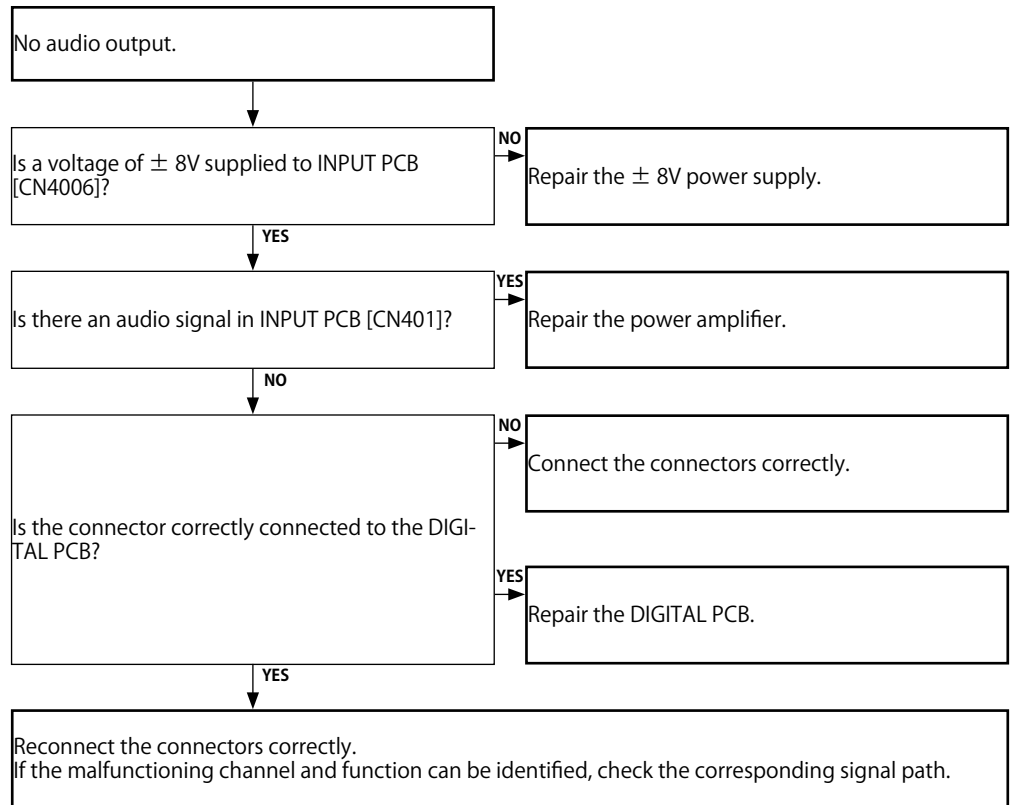 No audio output.
Is a voltage of ± 8V supplied to INPUT PCB
[CN4006]?
NO
Repair the ± 8V power supply.
YES
Is there an audio signal in INPUT PCB [CN401]?
YES
Repair the power amplifier.
NO
Is the connector correctly connected to the DIGI-
TAL PCB?
NO
Connect the connectors correctly.
YES
Repair the DIGITAL PCB.
YES
Reconnect the connectors correctly.
If the malfunctioning channel and function can be identified, check the corresponding signal path.